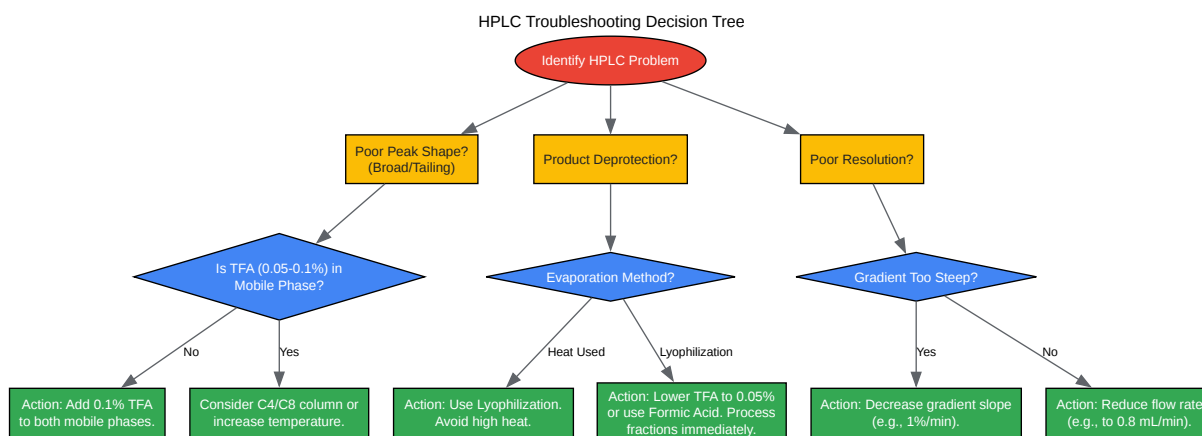 HPLC Troubleshooting Decision Tree
Identify HPLC Problem
Poor Peak Shape?
(Broad/Tailing)
Product Deprotection?
Poor Resolution?
Is TFA (0.05-0.1%) in
Mobile Phase?
Evaporation Method?
Gradient Too Steep?
No
Yes
Heat Used
Lyophilization
Yes
No
Action: Add 0.1% TFA
to both mobile phases.
Consider C4/C8 column or
increase temperature.
Action: Use Lyophilization.
Avoid high heat.
Action: Lower TFA to 0.05%
or use Formic Acid. Process
fractions immediately.
Action: Decrease gradient slope
(e.g., 1%/min).
Action: Reduce flow rate
(e.g., to 0.8 mL/min).